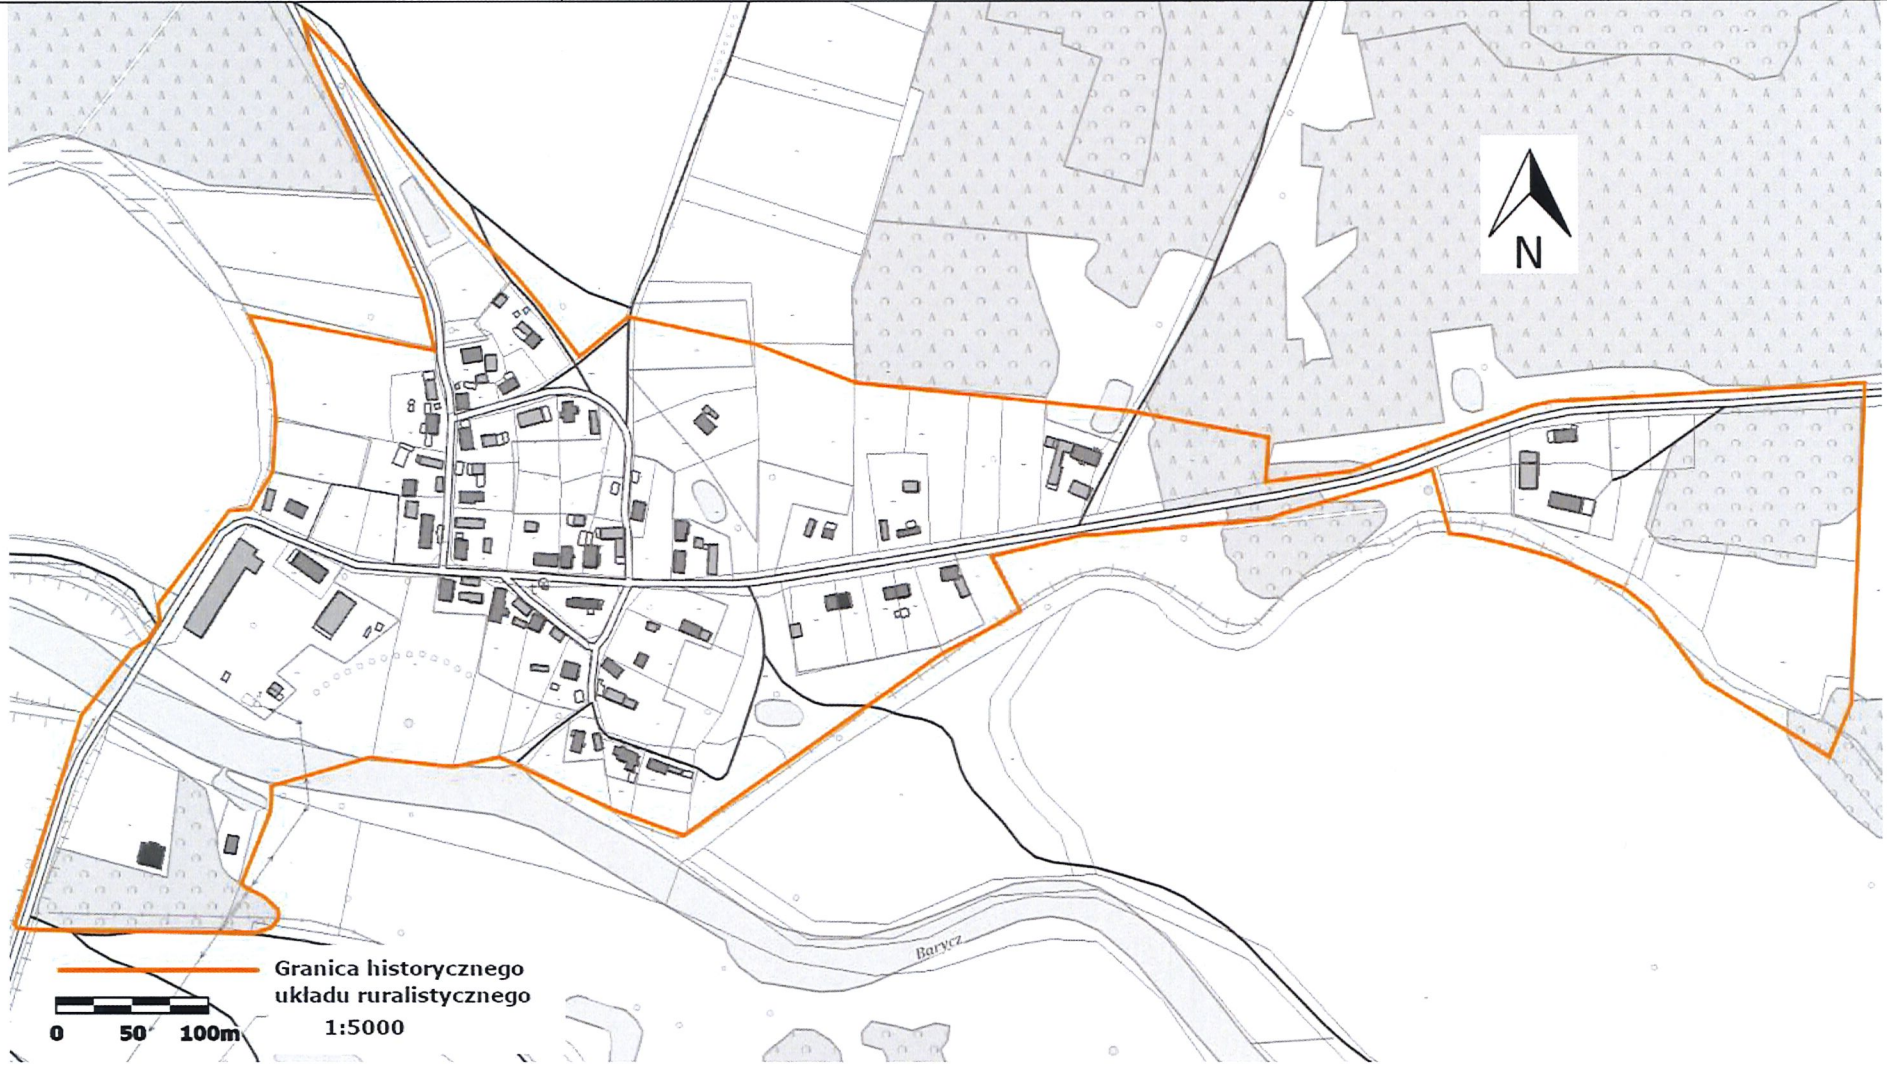 N
Barycz
Granica historycznego
układu ruralistycznego
1:5000
0 50 100m